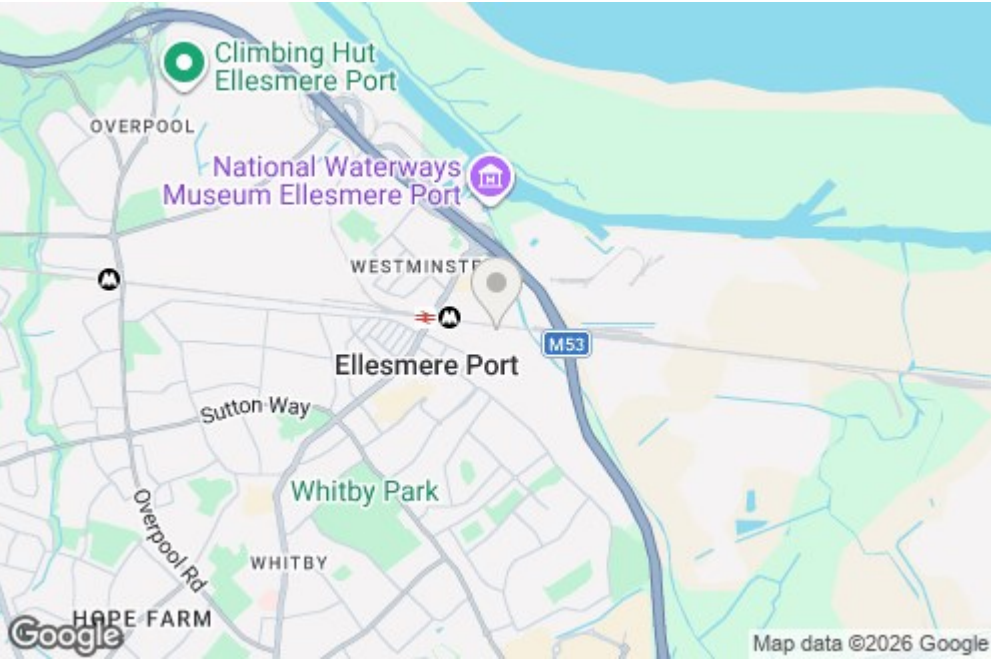 Climbing Hut
Ellesmere Port
OVERPOOL
National Waterways
Museum Ellesmere Port
WESTMINSTE
M53
Ellesmere Port
Sutton Way
Whitby Park
Overpool Rd
WHITBY
HOPE FARM
Google
Map data ©2026 Google